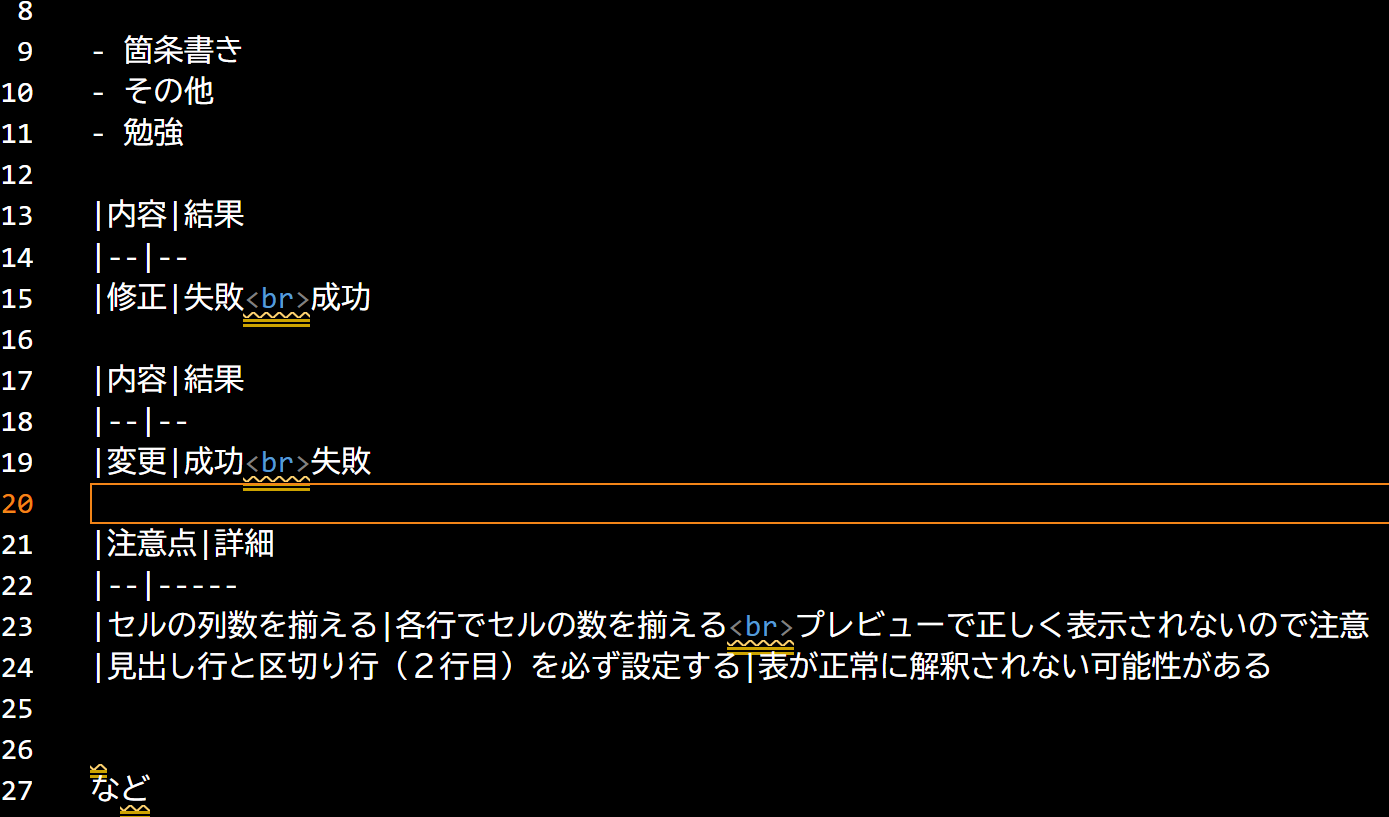 8
9 - 箇条書き
10 - その他
11 - 勉強
12
13 |内容|結果
14 |--|--
15 |修正|失敗<br>成功
16
17 |内容|結果
18 |--|--
19 |変更|成功<br>失敗
20
21 |注意点|詳細
22 |--|-----
23 |セルの列数を揃える|各行でセルの数を揃える<br>プレビューで正しく表示されないので注意
24 |見出し行と区切り行（２行目）を必ず設定する|表が正常に解釈されない可能性がある
25
26
27 など